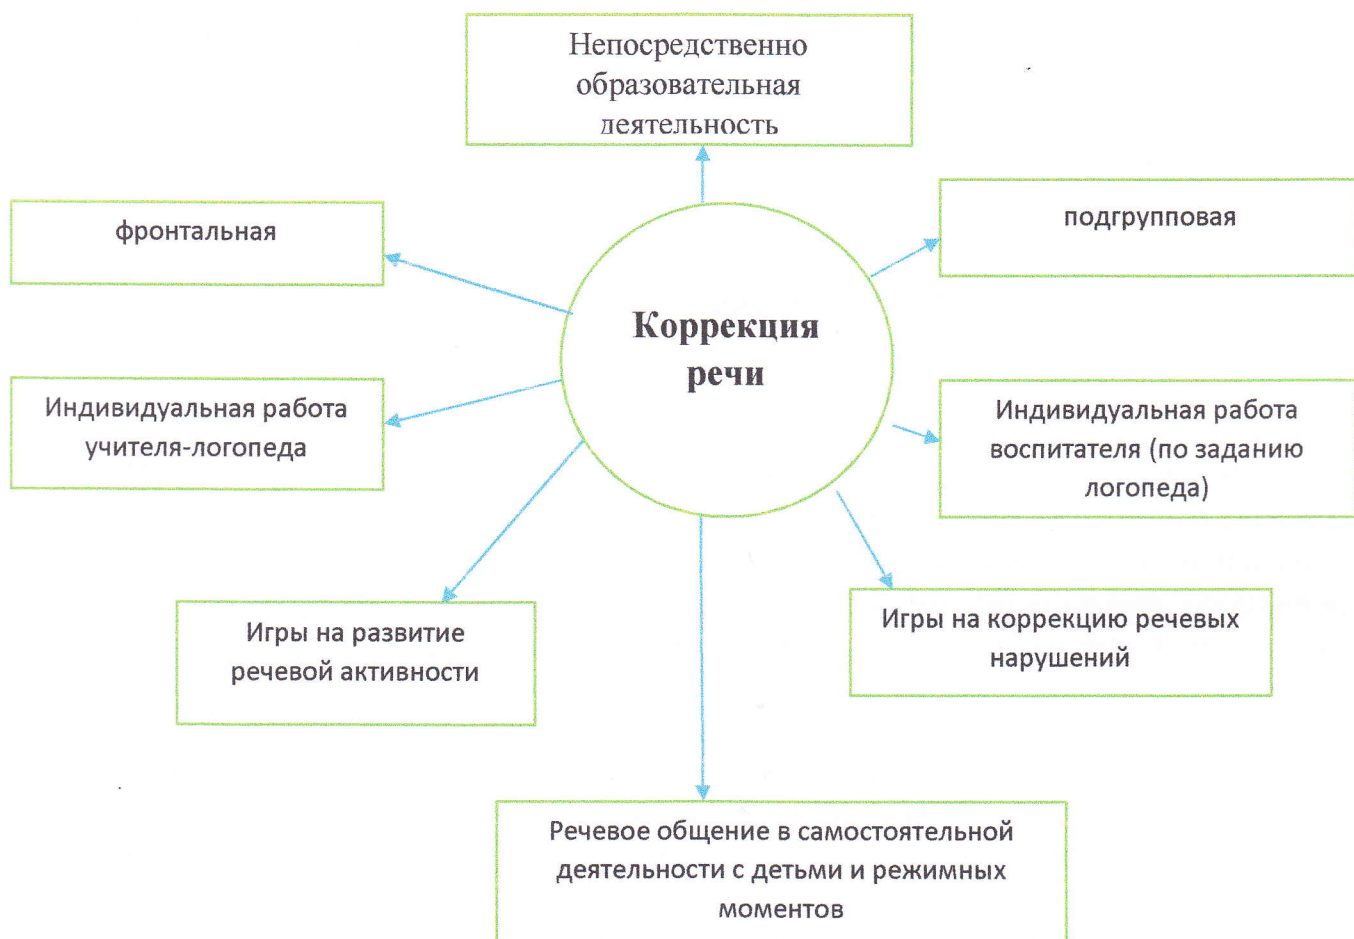 Непосредственно
образовательная
деятельность
фронтальная
подгрупповая
Коррекция
речи
Индивидуальная работа
учителя-логопеда
Индивидуальная работа
воспитателя (по заданию
логопеда)
Игры на развитие
речевой активности
Игры на коррекцию речевых
нарушений
Речевое общение в самостоятельной
деятельности с детьми и режимных
моментов